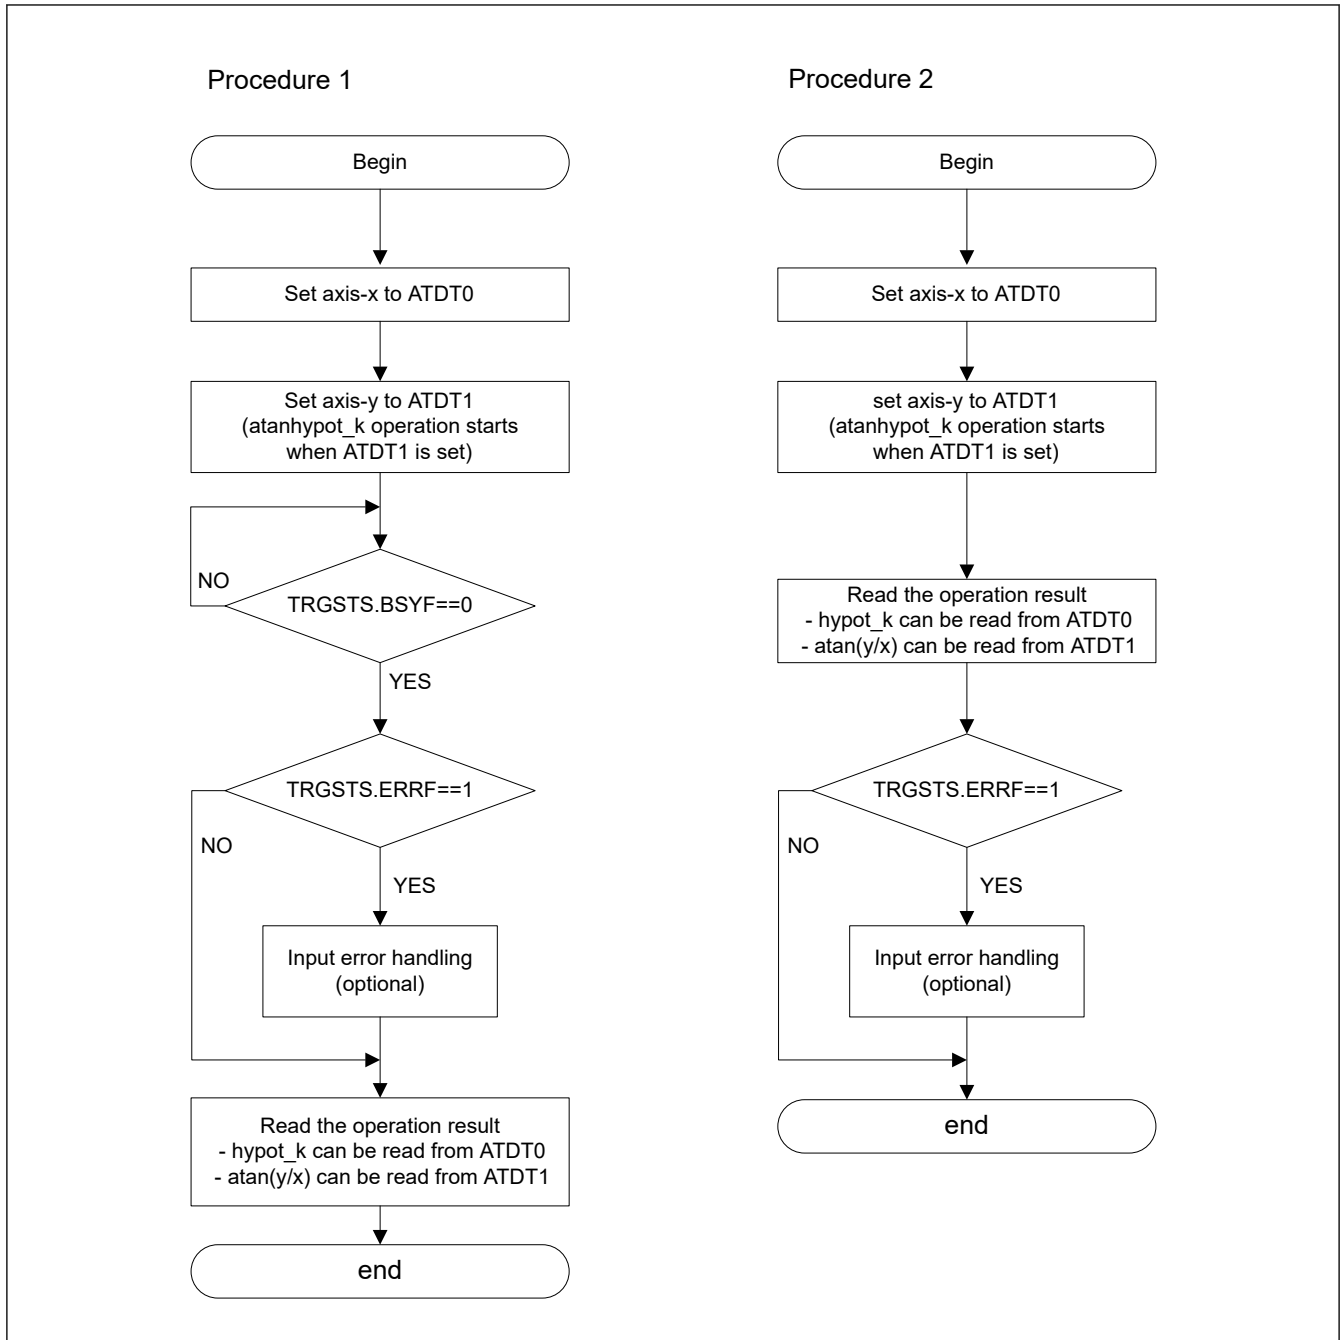 Procedure 1
Begin
Set axis-x to ATDT0
Set axis-y to ATDT1
(atanhypot_k operation starts
when ATDT1 is set)
NO
TRGSTS.BSYF==0
YES
TRGSTS.ERRF==1
NO
YES
Input error handling
(optional)
Read the operation result
- hypot_k can be read from ATDT0
- atan(y/x) can be read from ATDT1
end
Procedure 2
Begin
Set axis-x to ATDT0
set axis-y to ATDT1
(atanhypot_k operation starts
when ATDT1 is set)
Read the operation result
- hypot_k can be read from ATDT0
- atan(y/x) can be read from ATDT1
TRGSTS.ERRF==1
NO
YES
Input error handling
(optional)
end